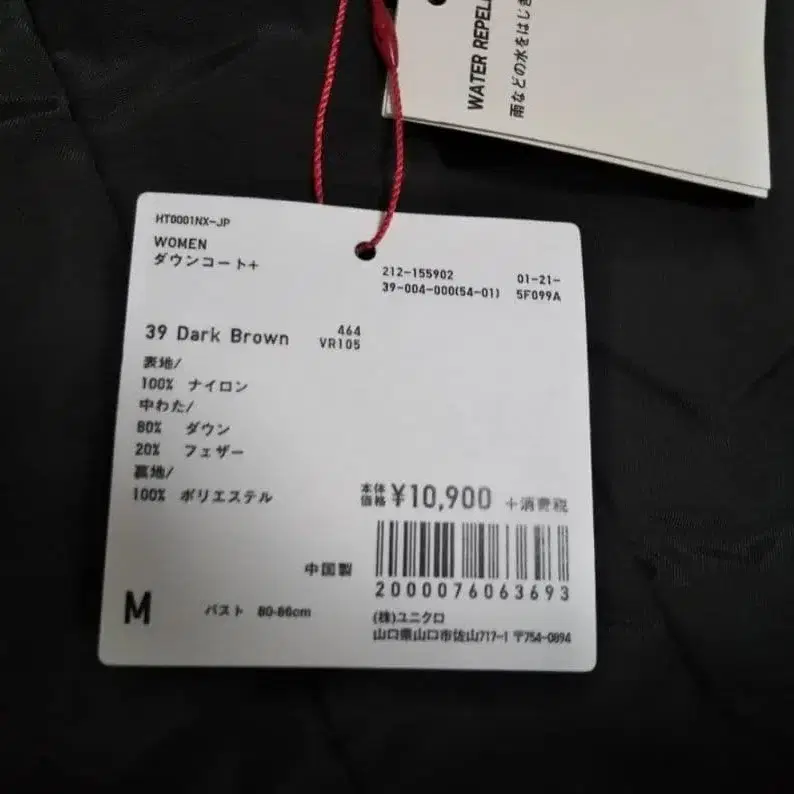 WATER REPELL
雨などの水をはじき
HT0001NX-JP
WOMEN
ダウンコート+
212-155902 01-21-
39-004-000(54-01) 5F099A
39 Dark Brown 464
VR105
表地/
100% ナイロン
中わた/
80% ダウン
20% フェザー
裏地/
100% ポリエステル
本体価格 ¥10,900 +消費税
中国製
2000076063693
M バスト 80-86cm
(株)ユニクロ
山口県山口市佐山717-1 〒754-0894